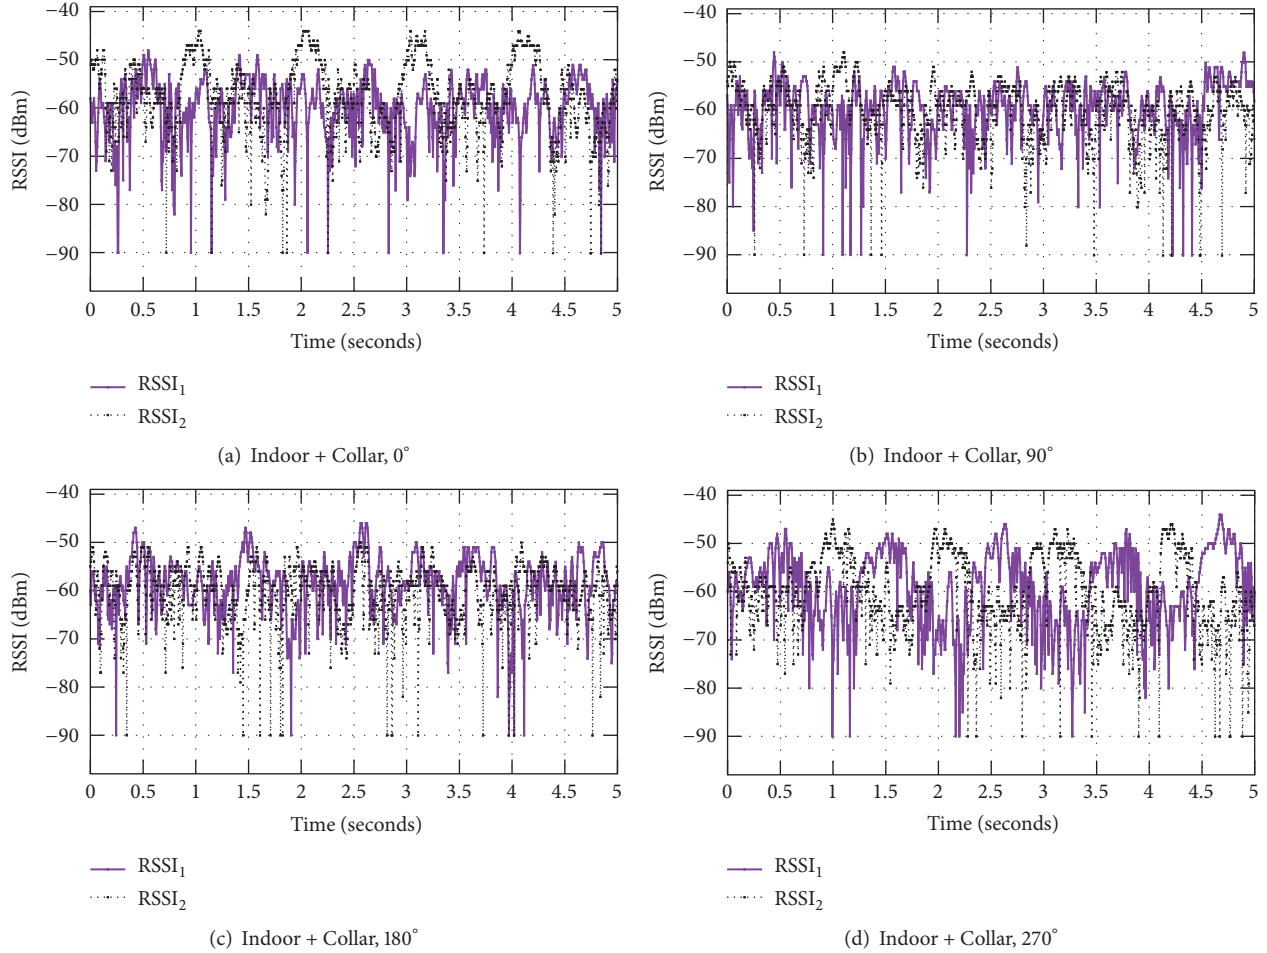 −40
−50
−60
−70
−80
−90
RSSI (dBm)
0 0.5 1 1.5 2 2.5 3 3.5 4 4.5 5
Time (seconds)
RSSI1
RSSI2
(a) Indoor + Collar, 0°
−40
−50
−60
−70
−80
−90
RSSI (dBm)
0 0.5 1 1.5 2 2.5 3 3.5 4 4.5 5
Time (seconds)
RSSI1
RSSI2
(b) Indoor + Collar, 90°
−40
−50
−60
−70
−80
−90
RSSI (dBm)
0 0.5 1 1.5 2 2.5 3 3.5 4 4.5 5
Time (seconds)
RSSI1
RSSI2
(c) Indoor + Collar, 180°
−40
−50
−60
−70
−80
−90
RSSI (dBm)
0 0.5 1 1.5 2 2.5 3 3.5 4 4.5 5
Time (seconds)
RSSI1
RSSI2
(d) Indoor + Collar, 270°